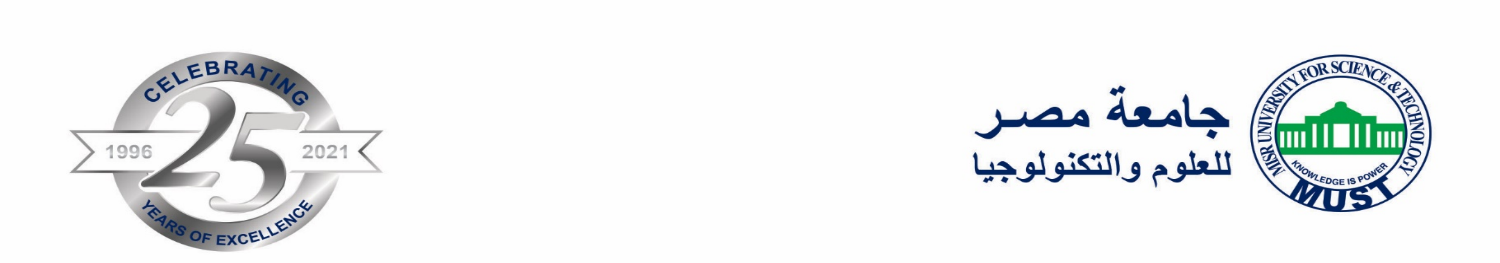 CELEBRATING
25
1996
2021
YEARS OF EXCELLENCE
جامعة مصر
للعلوم والتكنولوجيا
MISR UNIVERSITY FOR SCIENCE & TECHNOLOGY
KNOWLEDGE IS POWER
MUST